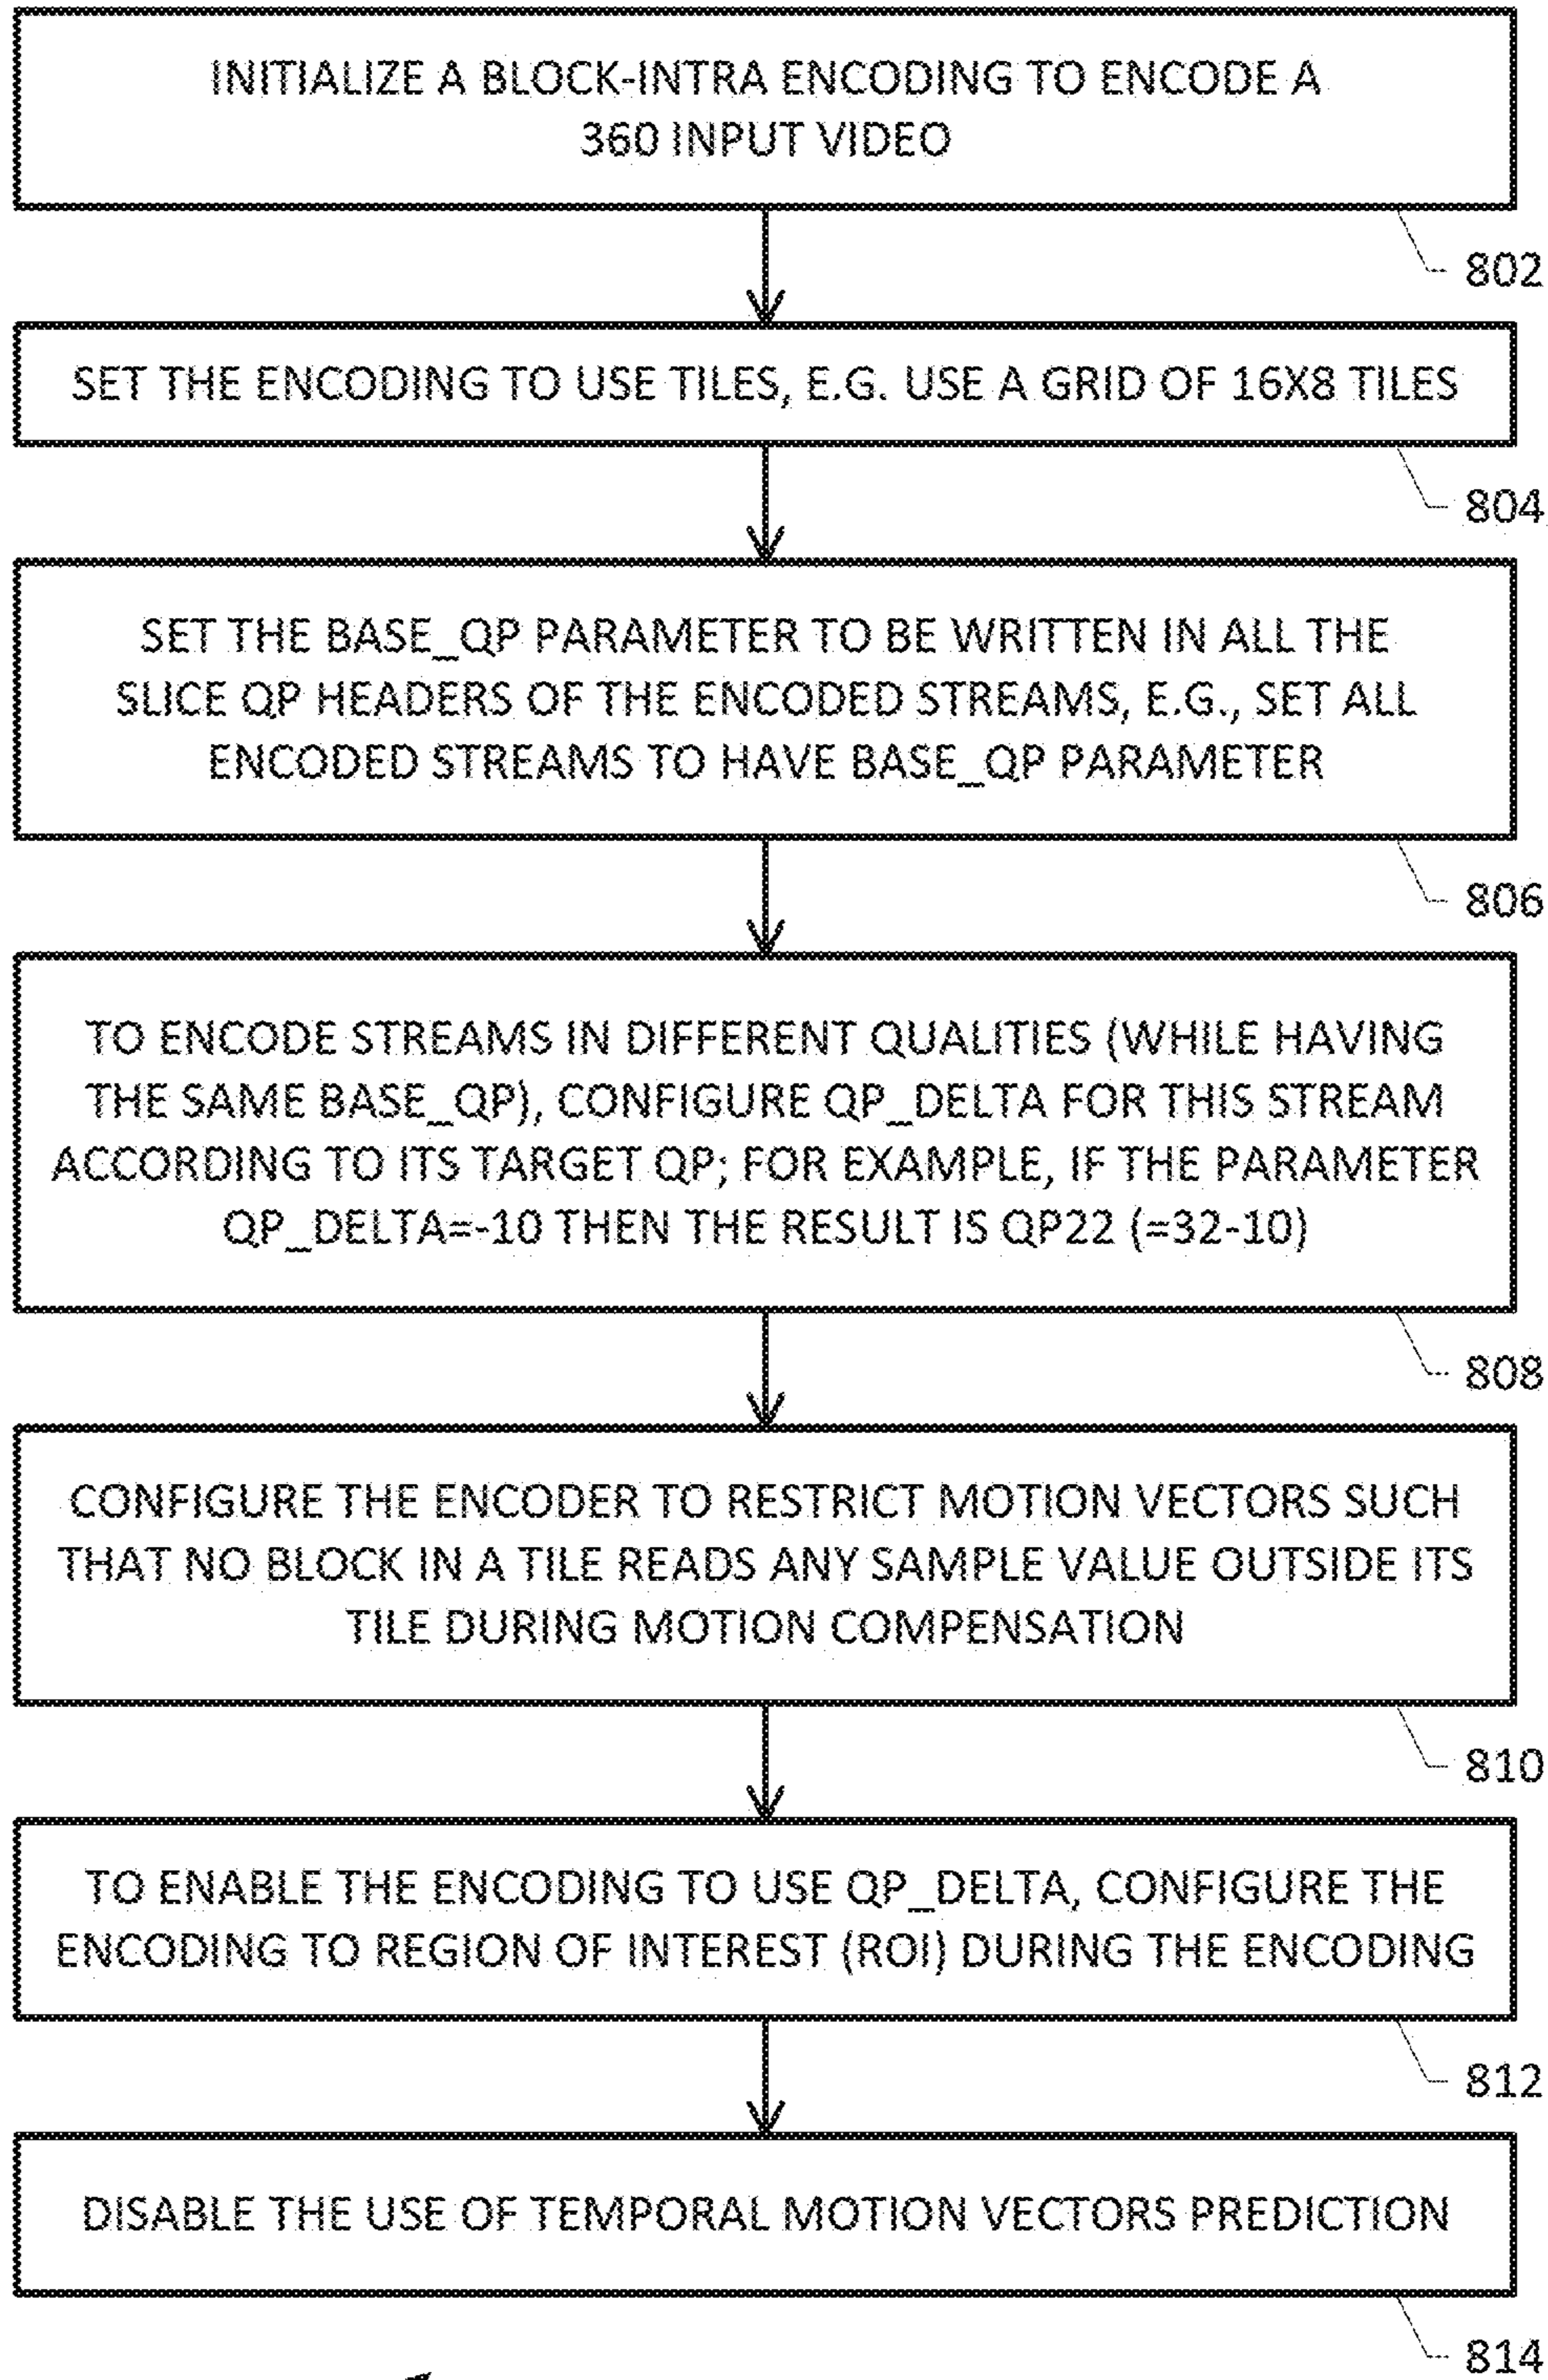 INITIALIZE A BLOCK-INTRA ENCODING TO ENCODE A
360 INPUT VIDEO
802
SET THE ENCODING TO USE TILES, E.G. USE A GRID OF 16X8 TILES
804
SET THE BASE_QP PARAMETER TO BE WRITTEN IN ALL THE
SLICE QP HEADERS OF THE ENCODED STREAMS, E.G., SET ALL
ENCODED STREAMS TO HAVE BASE_QP PARAMETER
806
TO ENCODE STREAMS IN DIFFERENT QUALITIES (WHILE HAVING
THE SAME BASE_QP), CONFIGURE QP_DELTA FOR THIS STREAM
ACCORDING TO ITS TARGET QP; FOR EXAMPLE, IF THE PARAMETER
QP_DELTA=-10 THEN THE RESULT IS QP22 (=32-10)
808
CONFIGURE THE ENCODER TO RESTRICT MOTION VECTORS SUCH
THAT NO BLOCK IN A TILE READS ANY SAMPLE VALUE OUTSIDE ITS
TILE DURING MOTION COMPENSATION
810
TO ENABLE THE ENCODING TO USE QP_DELTA, CONFIGURE THE
ENCODING TO REGION OF INTEREST (ROI) DURING THE ENCODING
812
DISABLE THE USE OF TEMPORAL MOTION VECTORS PREDICTION
814